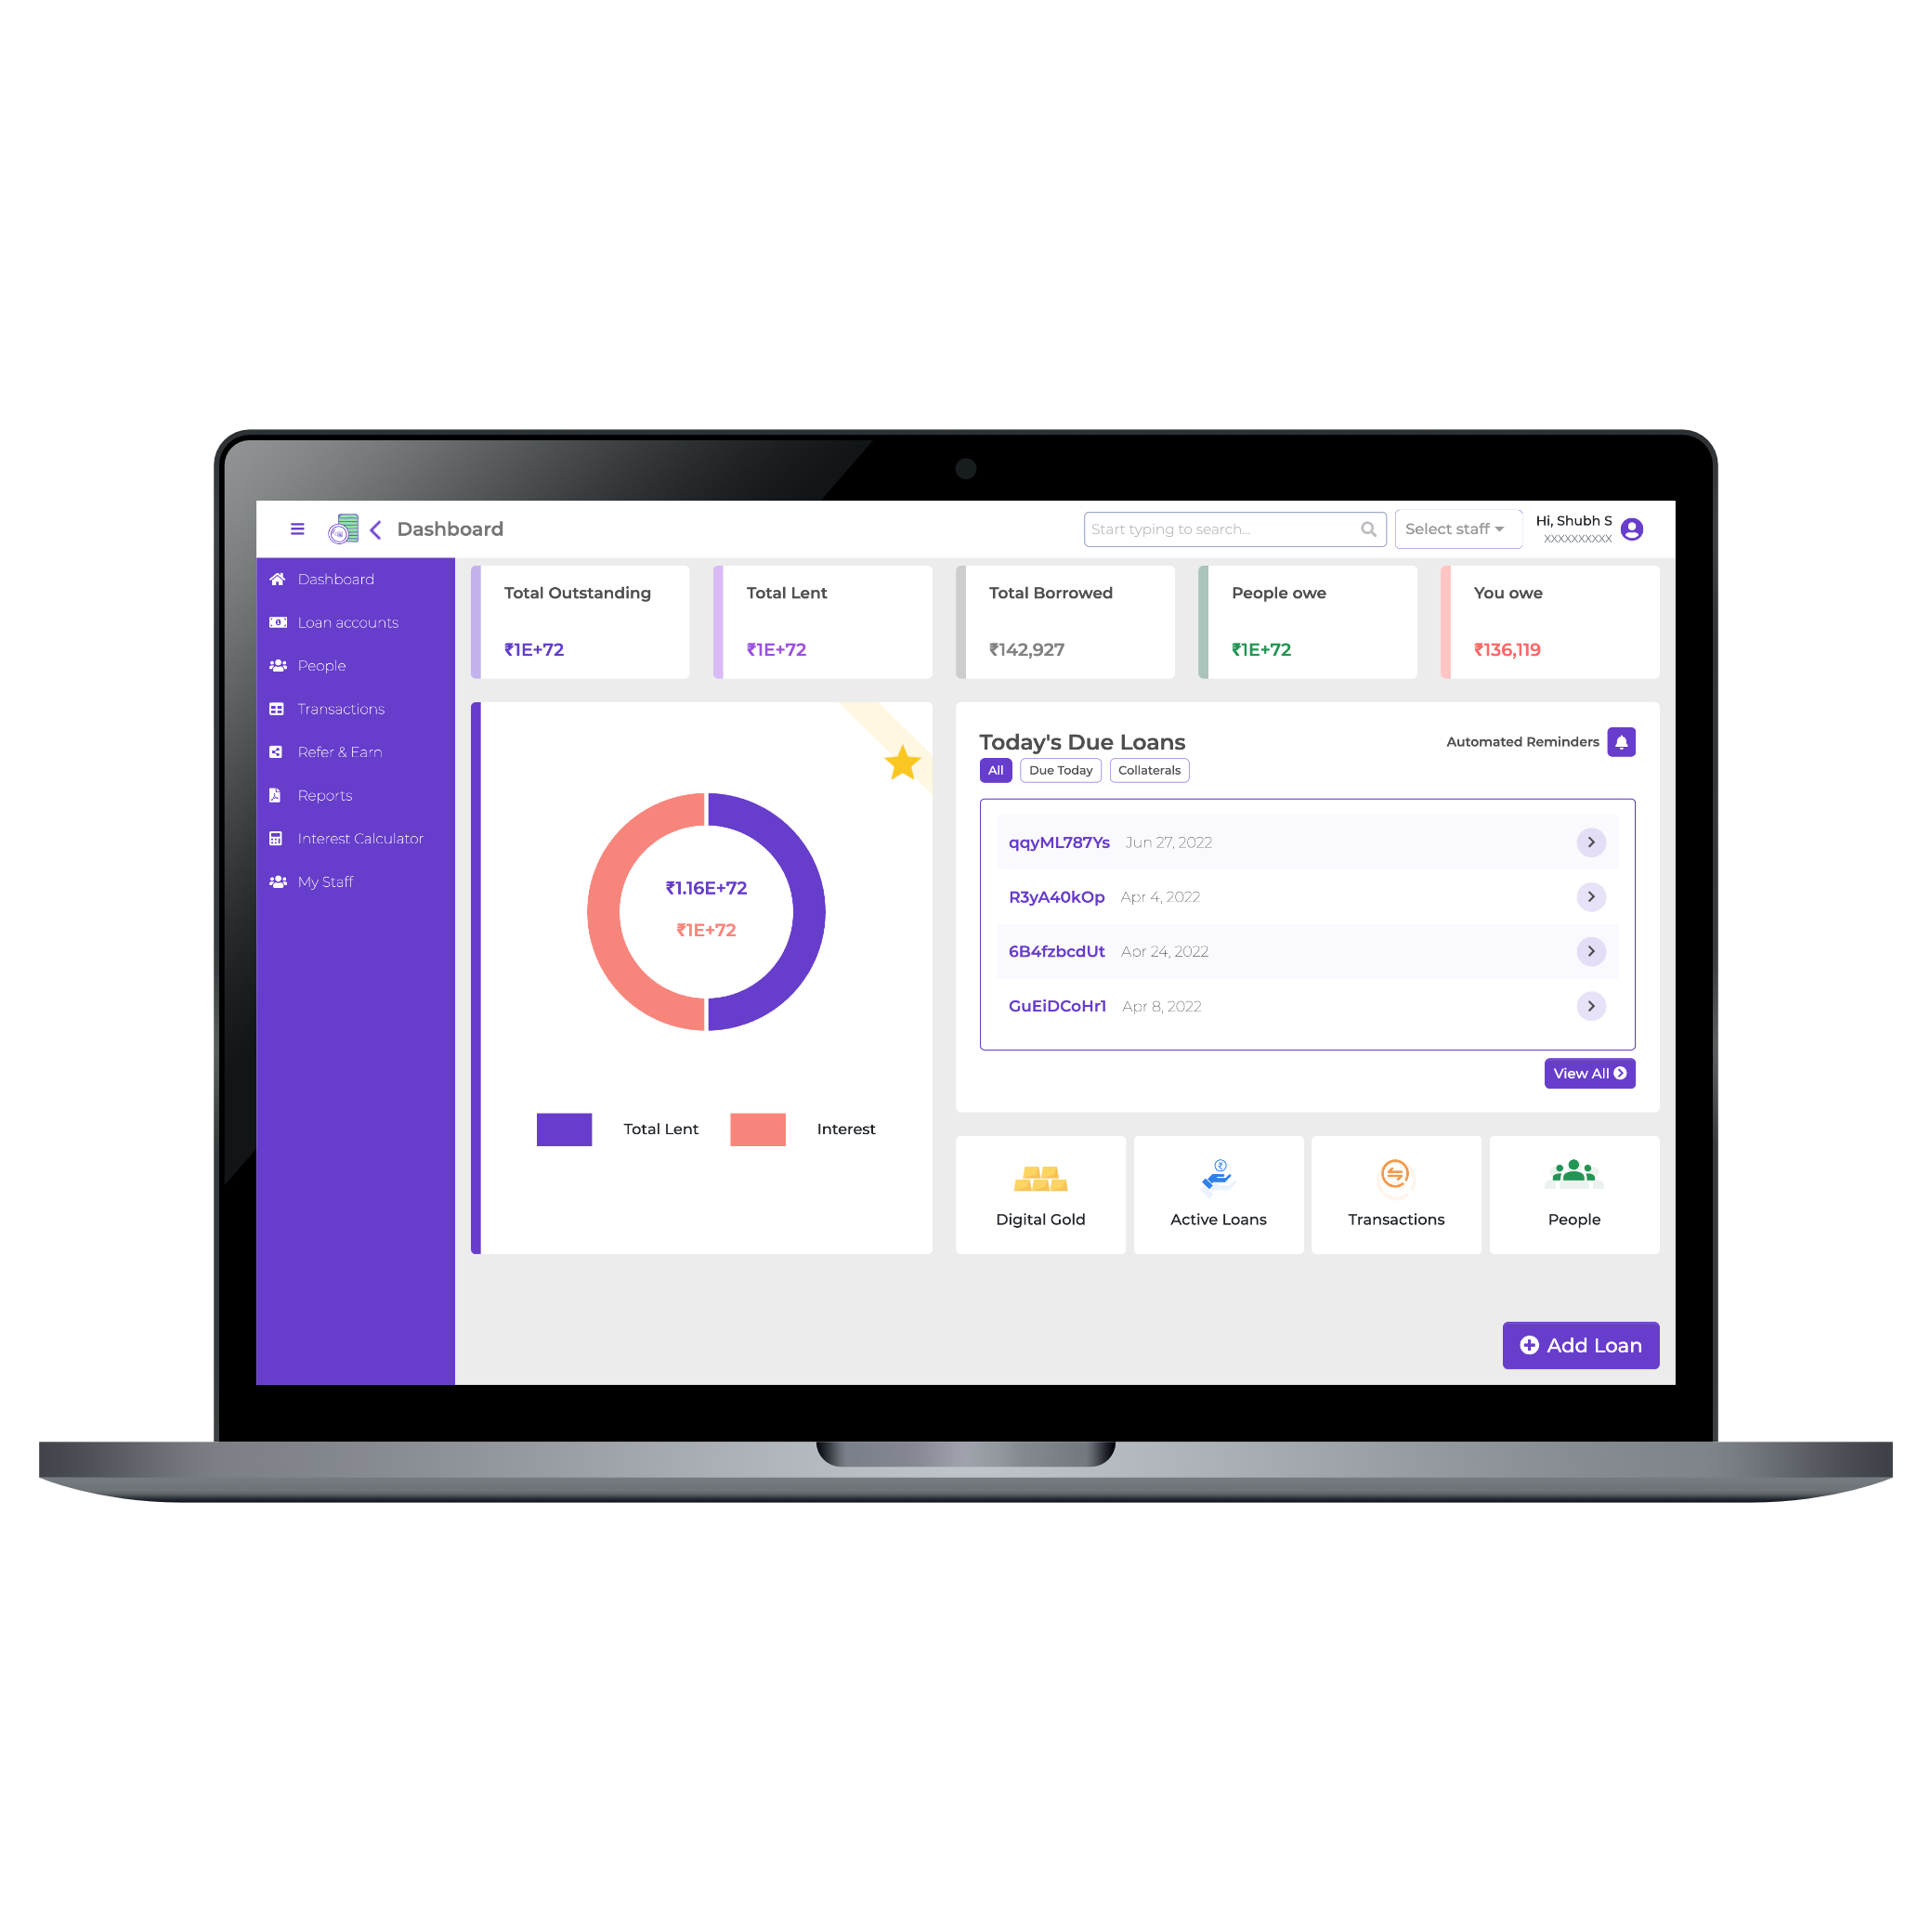 Dashboard
Start typing to search...
Select staff
Hi, Shubh S
XXXXXXXXXX
Dashboard
Loan accounts
People
Transactions
Refer & Earn
Reports
Interest Calculator
My Staff
Total Outstanding
₹1E+72
Total Lent
₹1E+72
Total Borrowed
₹142,927
People owe
₹1E+72
You owe
₹136,119
₹1.16E+72
₹1E+72
Total Lent
Interest
Today's Due Loans
Automated Reminders
All
Due Today
Collaterals
qqyML787Ys Jun 27, 2022
R3yA40kOp Apr 4, 2022
6B4fzbcdUt Apr 24, 2022
GuEiDCoHr1 Apr 8, 2022
View All
Digital Gold
Active Loans
Transactions
People
Add Loan